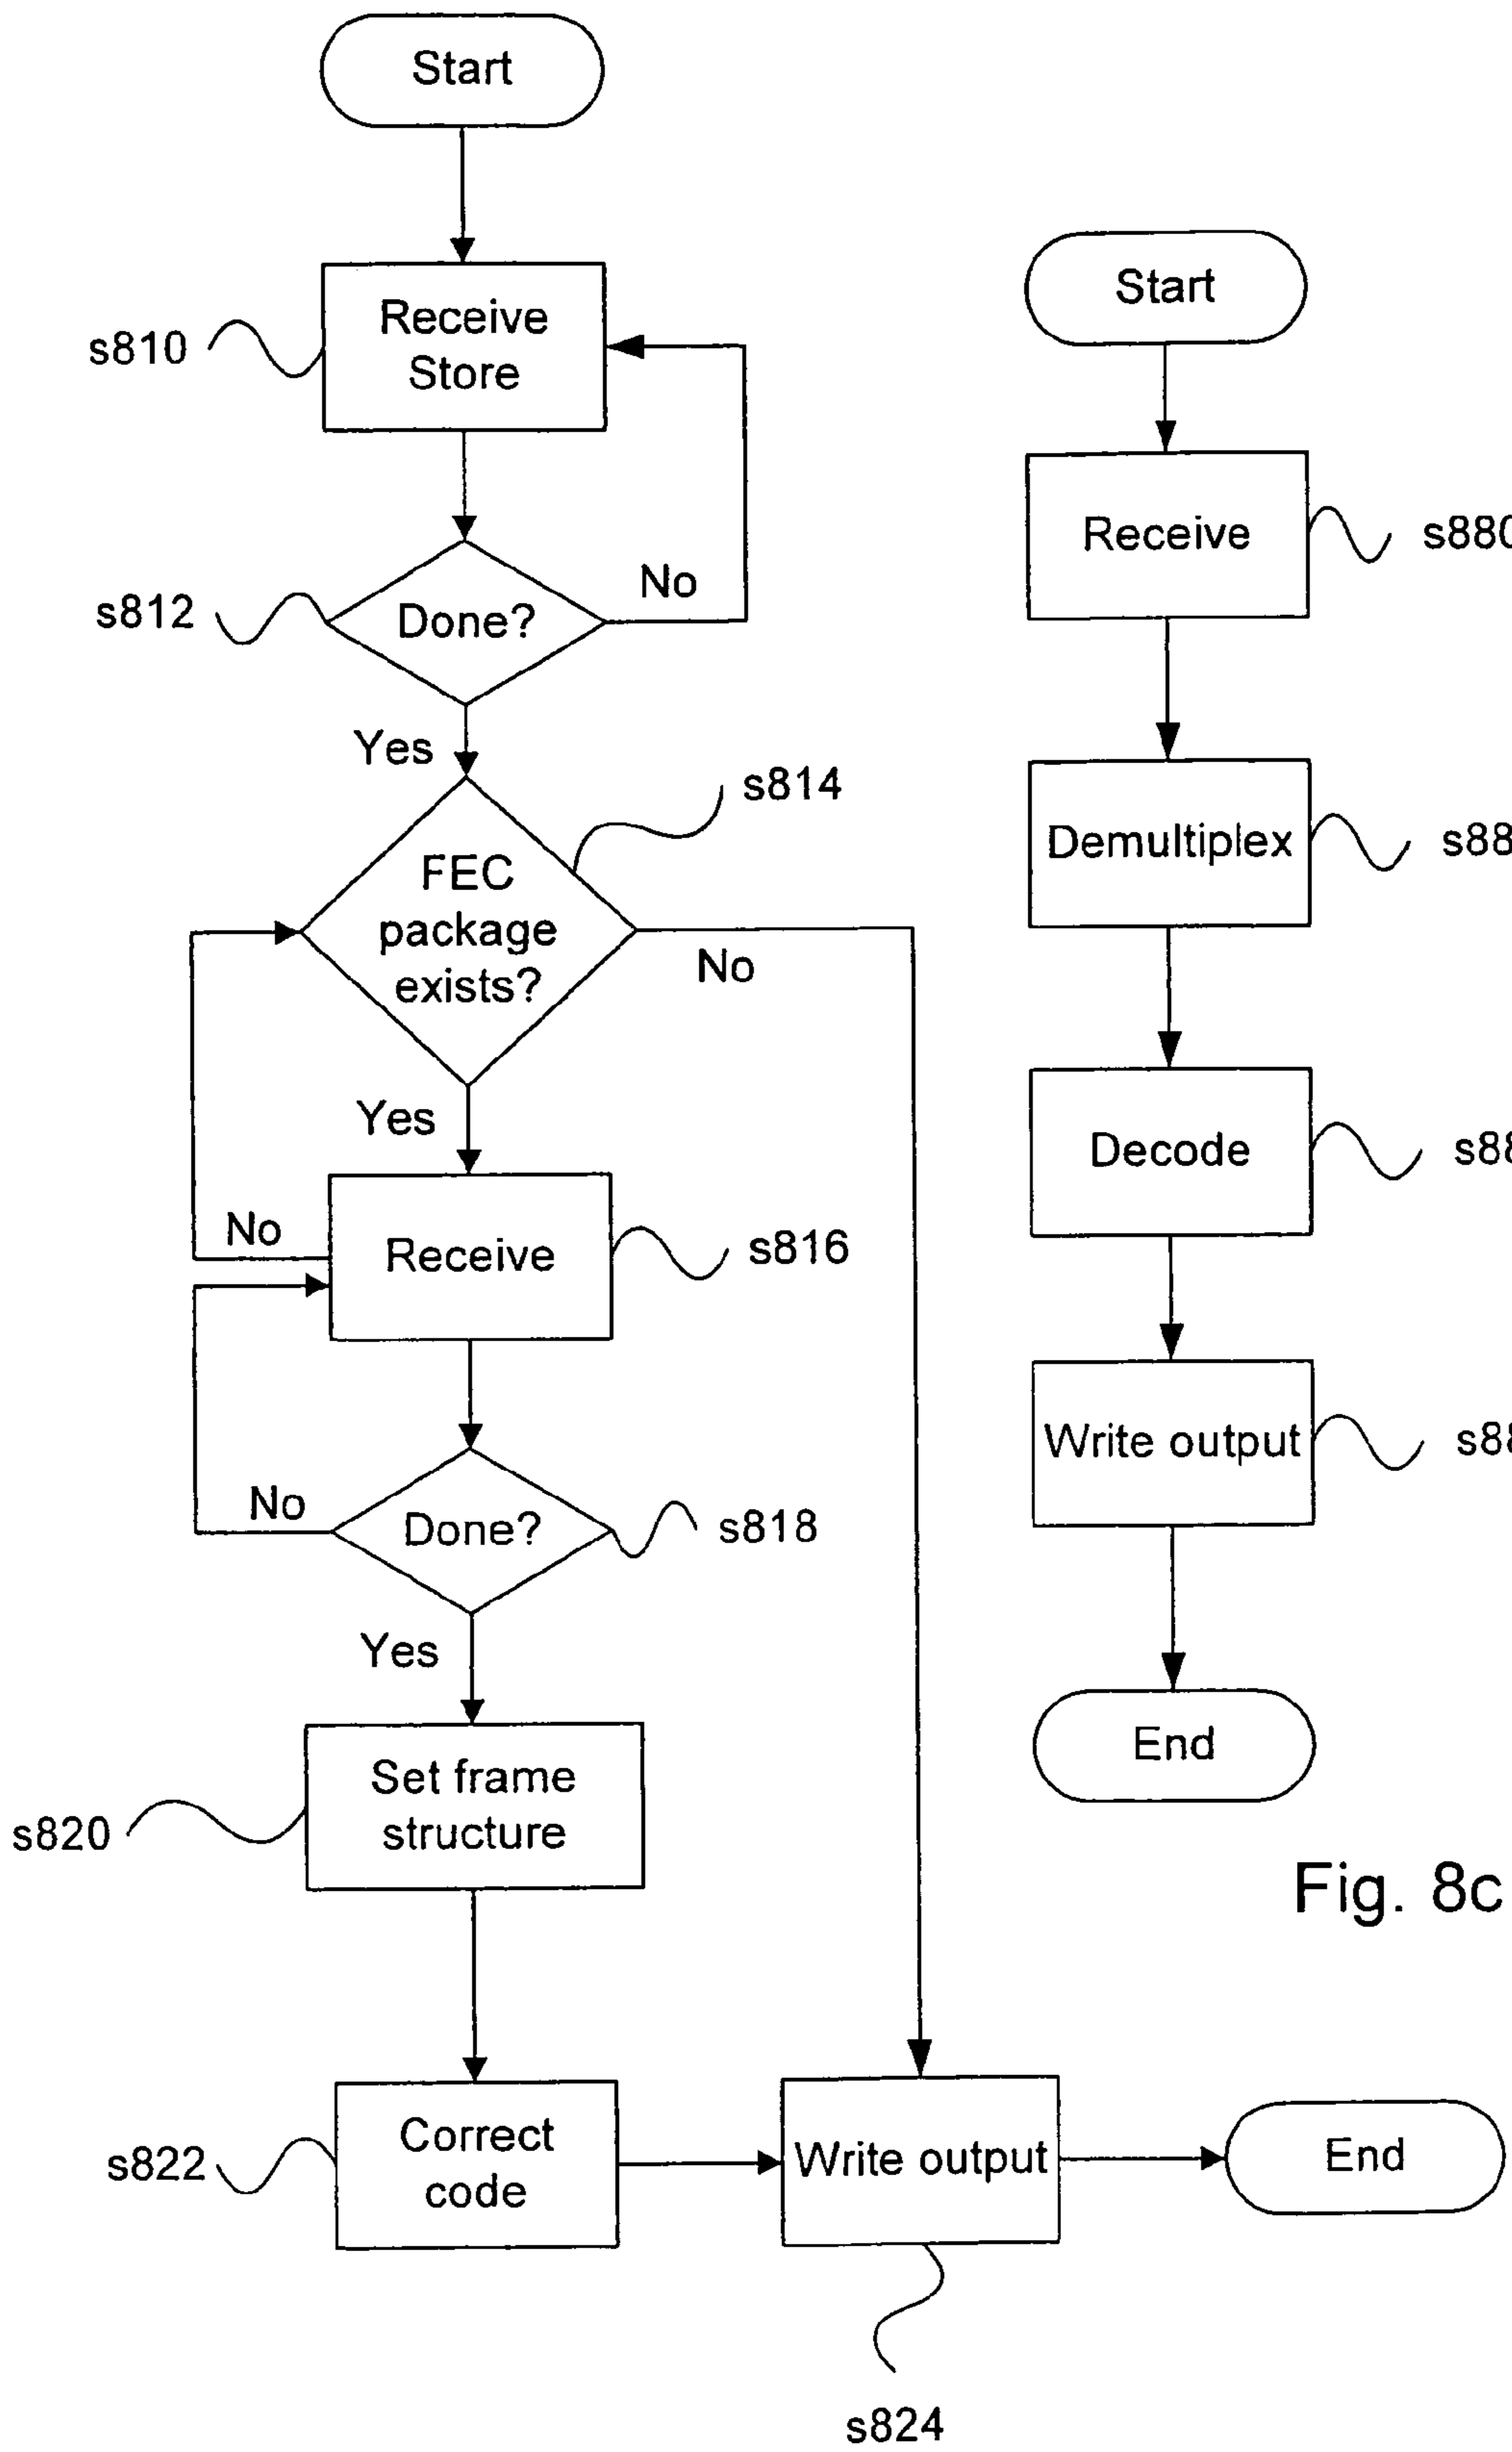 Start
s810
Receive
Store
s812
Done?
No
Yes
s814
FEC
package
exists?
No
Yes
No
Receive
s816
No
Done?
s818
Yes
Set frame
structure
s820
Correct
code
s822
Write output
s824
End
Start
Receive
Demultiplex
Decode
Write output
End
Fig. 8c